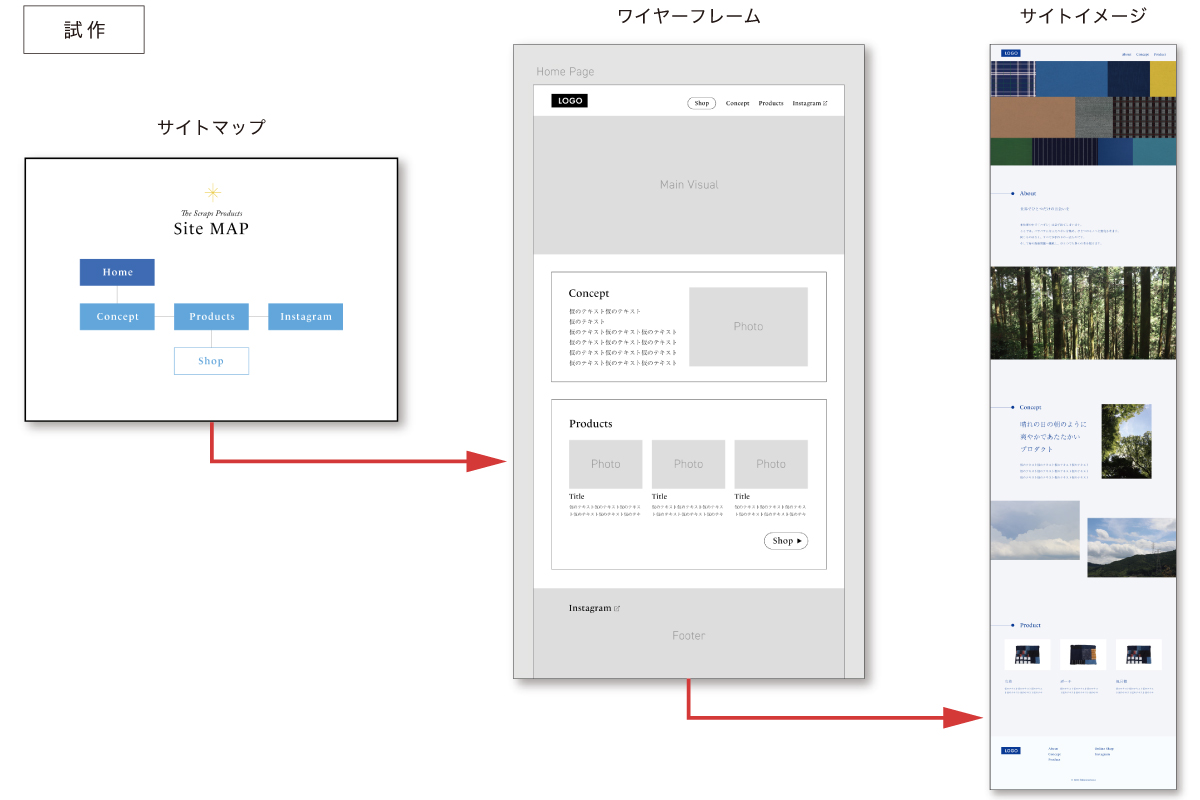 試作
サイトマップ
The Scraps Products
Site MAP
Home
Concept
Products
Instagram
Shop
ワイヤーフレーム
Home Page
LOGO
Shop
Concept
Products
Instagram
Main Visual
Concept
仮のテキスト仮のテキスト
仮のテキスト
仮のテキスト仮のテキスト仮のテキスト
仮のテキスト仮のテキスト仮のテキスト
仮のテキスト仮のテキスト仮のテキスト
仮のテキスト仮のテキスト仮のテキスト
Photo
Products
Photo
Photo
Photo
Title
仮のテキスト仮のテキスト仮のテキス
ト仮のテキスト仮のテキスト仮のテキ
Title
仮のテキスト仮のテキスト仮のテキス
ト仮のテキスト仮のテキスト仮のテキ
Title
仮のテキスト仮のテキスト仮のテキス
ト仮のテキスト仮のテキスト仮のテキ
Shop
Instagram
Footer
サイトイメージ
LOGO
About
Concept
Product
About
Concept
晴れの日の朝のように
爽やかであたたかい
プロダクト
Product
LOGO
About
Concept
Product
Online Shop
Instagram